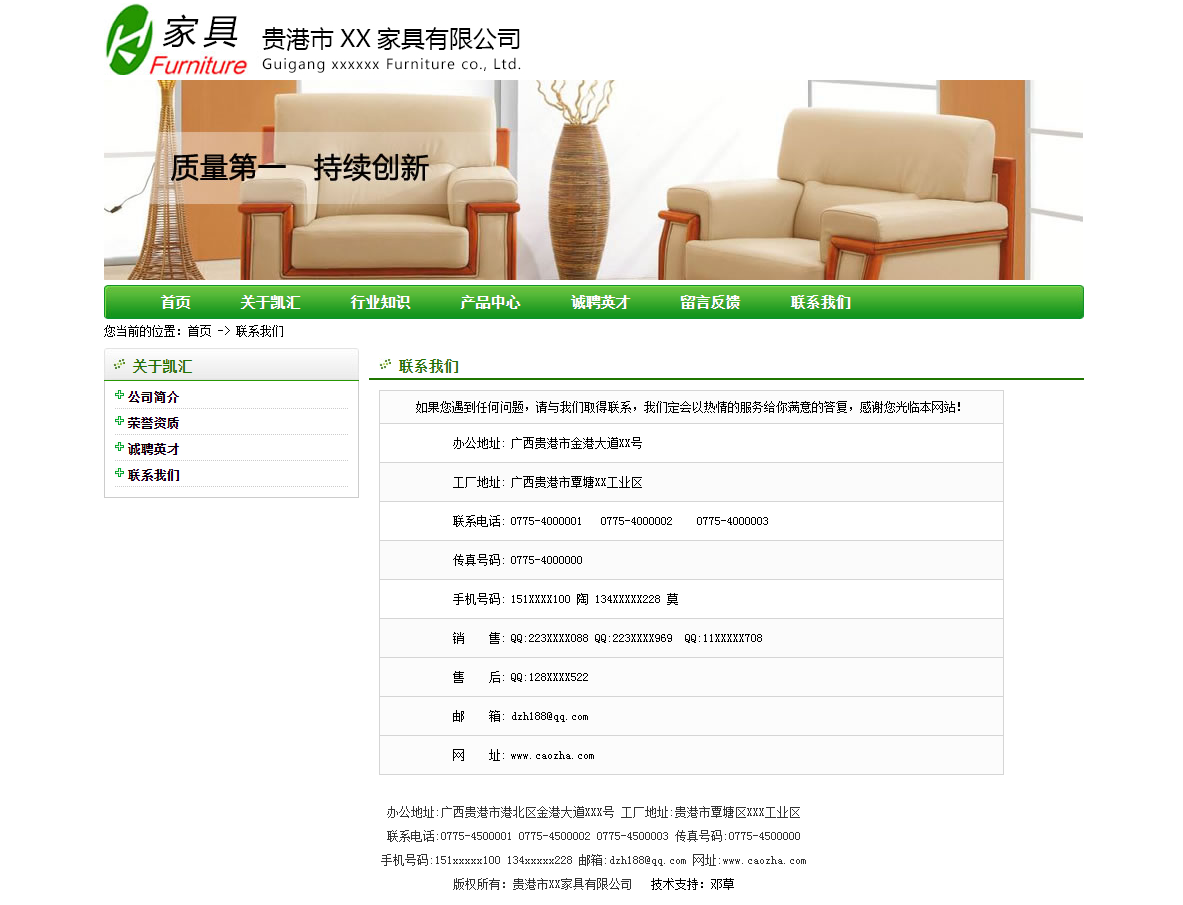 家具
Furniture
贵港市 XX 家具有限公司
Guigang xxxxxx Furniture co., Ltd.
质量第一 持续创新
首页 关于凯汇 行业知识 产品中心 诚聘英才 留言反馈 联系我们
您当前的位置：首页 -> 联系我们
关于凯汇
公司简介
荣誉资质
诚聘英才
联系我们
联系我们
如果您遇到任何问题，请与我们取得联系，我们定会以热情的服务给你满意的答复，感谢您光临本网站！
办公地址: 广西贵港市金港大道XX号
工厂地址: 广西贵港市覃塘XX工业区
联系电话: 0775-4000001 0775-4000002 0775-4000003
传真号码: 0775-4000000
手机号码: 151XXXX100 陶 134XXXXX228 莫
销 售: QQ:223XXXX088 QQ:223XXXX969 QQ:11XXXXX708
售 后: QQ:128XXXX522
邮 箱: dzh188@qq.com
网 址: www.caozha.com
办公地址:广西贵港市港北区金港大道XXX号 工厂地址:贵港市覃塘区XXX工业区
联系电话:0775-4500001 0775-4500002 0775-4500003 传真号码:0775-4500000
手机号码:151xxxxx100 134xxxxx228 邮箱:dzh188@qq.com 网址:www.caozha.com
版权所有：贵港市XX家具有限公司 技术支持：邓草